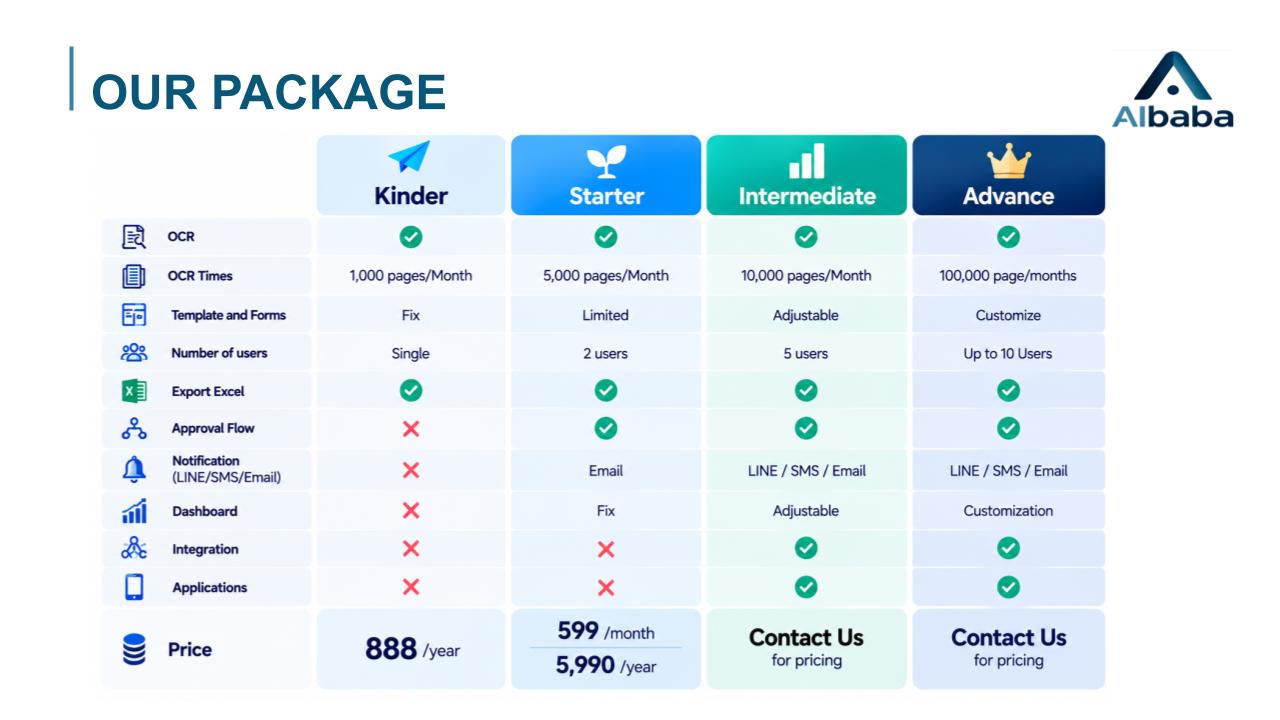 OUR PACKAGE
AIbaba
Kinder Starter Intermediate Advance
OCR
OCR Times 1,000 pages/Month 5,000 pages/Month 10,000 pages/Month 100,000 page/months
Template and Forms Fix Limited Adjustable Customize
Number of users Single 2 users 5 users Up to 10 Users
Export Excel
Approval Flow
Notification
(LINE/SMS/Email) Email LINE / SMS / Email LINE / SMS / Email
Dashboard Fix Adjustable Customization
Integration
Applications
Price 888 /year 599 /month Contact Us Contact Us
5,990 /year for pricing for pricing